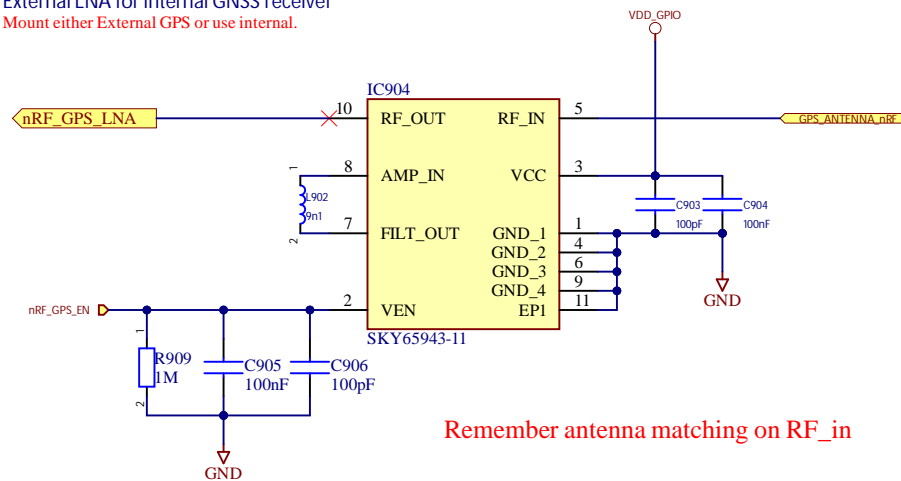 External LNA for internal GNSS receiver
Mount either External GPS or use internal.
VDD_GPIO
IC904
nRF_GPS_LNA
10
RF_OUT
RF_IN
5
GPS_ANTENNA_nRF
1
8
AMP_IN
VCC
3
L902
9n1
C903
100pF
C904
100nF
2
7
FILT_OUT
GND_1
1
GND_2
4
GND_3
6
GND_4
9
EP1
11
GND
nRF_GPS_EN
2
VEN
SKY65943-11
1
R909
1M
2
C905
100nF
C906
100pF
GND
Remember antenna matching on RF_in